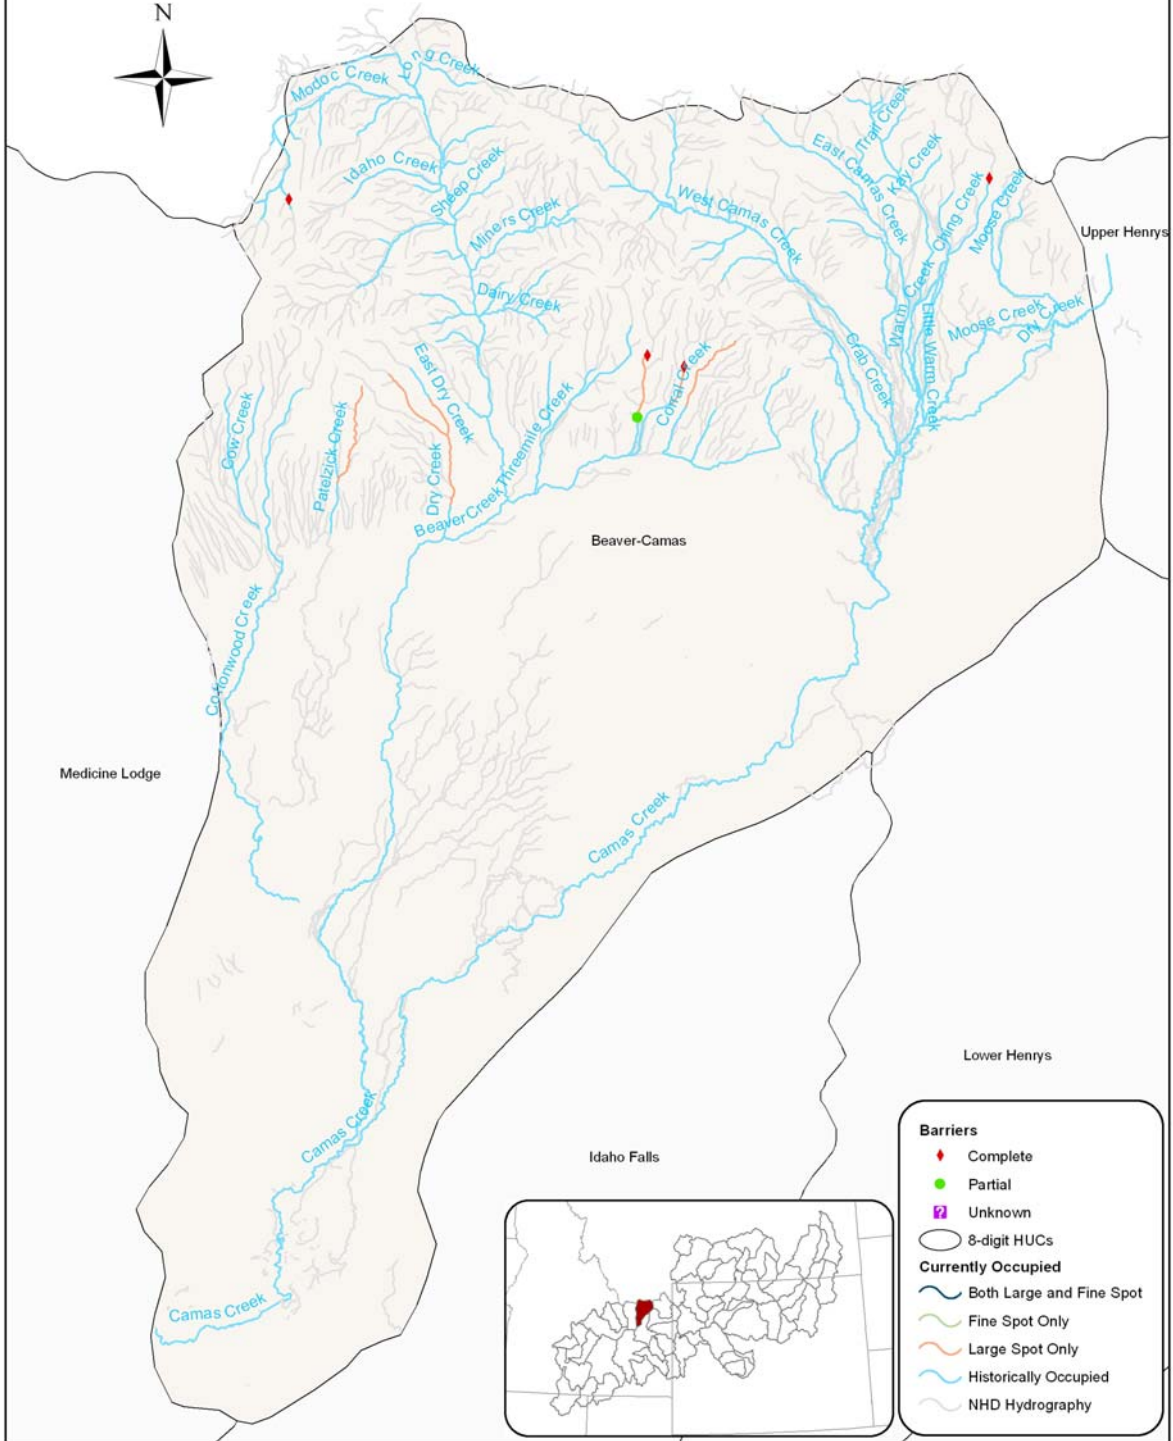 N
Long Creek
Modoc Creek
Trail Creek
East Camas Creek
Idaho Creek
Sheep Creek
Kay Creek
Ching Creek
Moose Creek
West Camas Creek
Miners Creek
Upper Henrys
Dairy Creek
Warm Creek
Little Warm Creek
Moose Creek
Dry Creek
East Dry Creek
Crab Creek
Corral Creek
Cow Creek
Patelzick Creek
Dry Creek
Threemile Creek
Beaver Creek
Beaver-Camas
Cottonwood Creek
Medicine Lodge
Camas Creek
Lower Henrys
Camas Creek
Idaho Falls
Camas Creek
Barriers
Complete
Partial
?
Unknown
8-digit HUCs
Currently Occupied
Both Large and Fine Spot
Fine Spot Only
Large Spot Only
Historically Occupied
NHD Hydrography